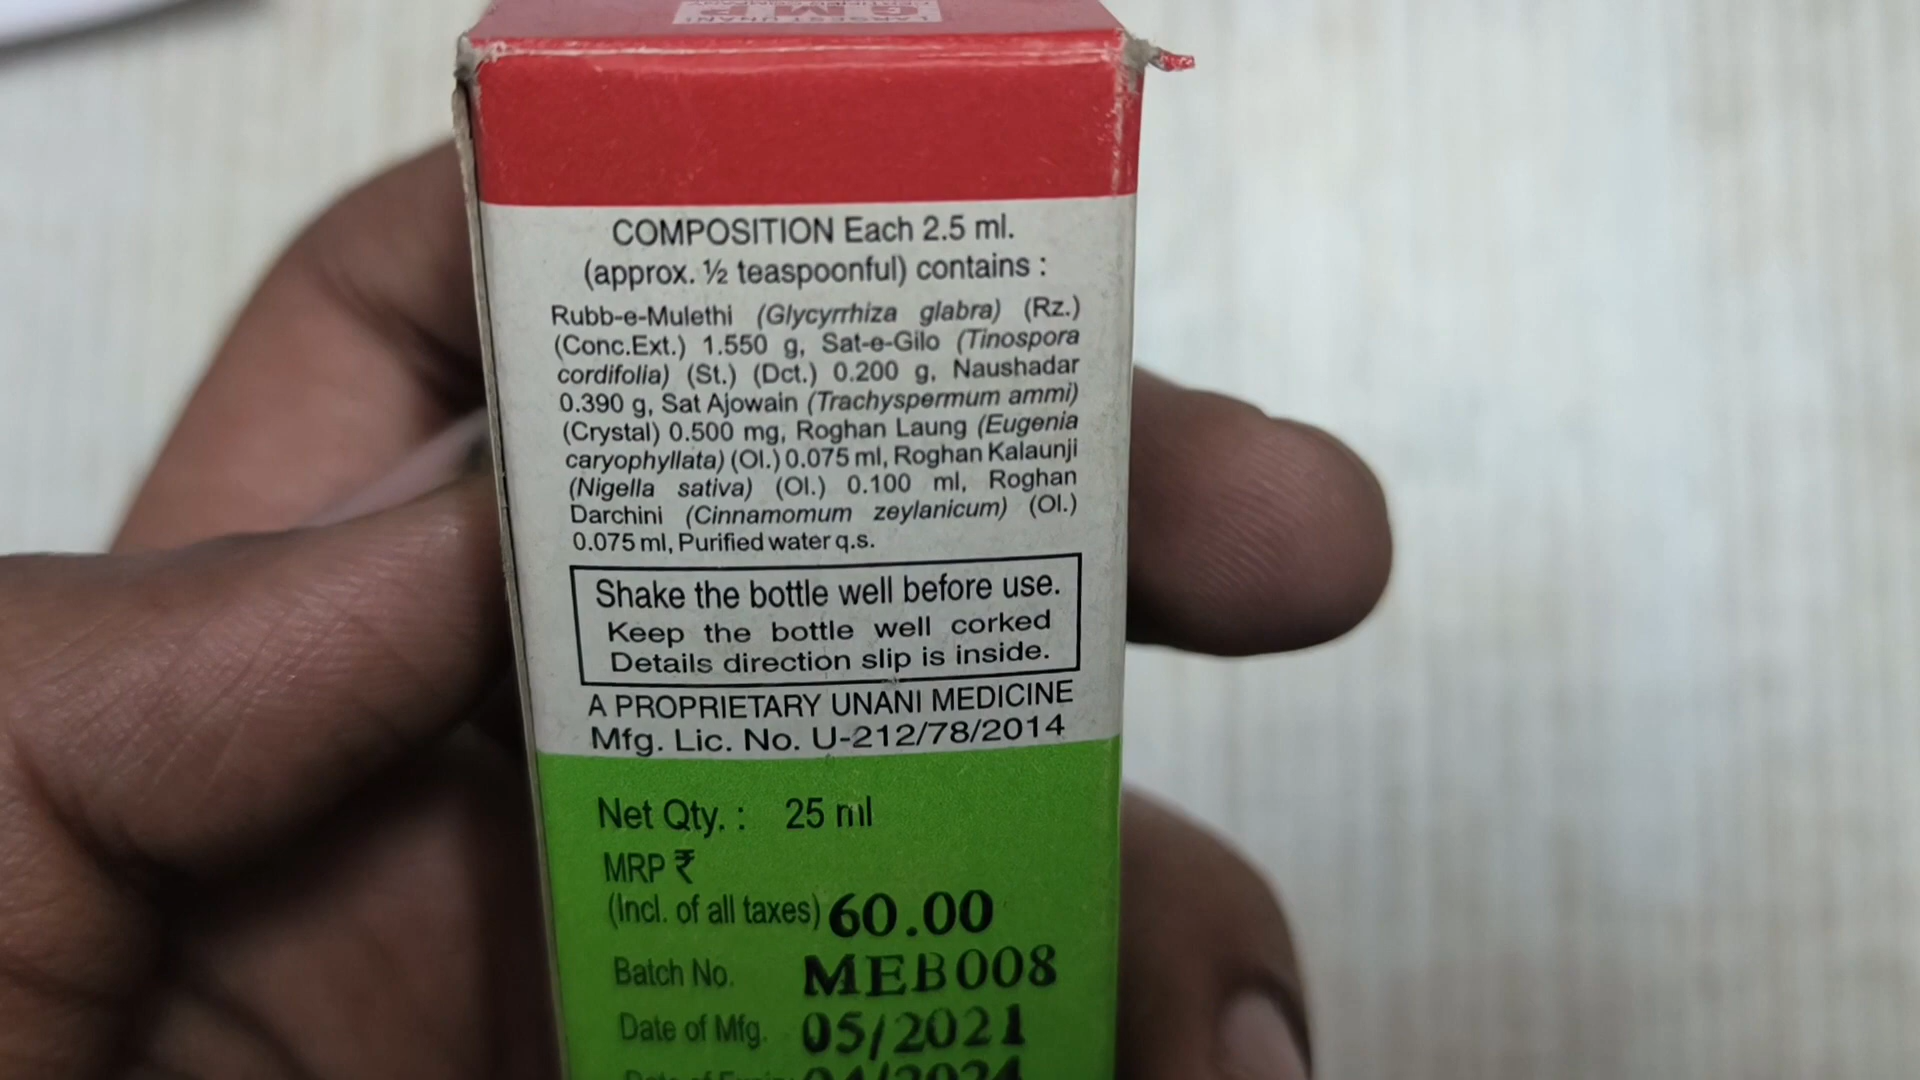 COMPOSITION Each 2.5 ml.
(approx. ½ teaspoonful) contains :
Rubb-e-Mulethi (Glycyrrhiza glabra) (Rz.)
(Conc.Ext.) 1.550 g, Sat-e-Gilo (Tinospora
cordifolia) (St.) (Dct.) 0.200 g, Naushadar
0.390 g, Sat Ajowain (Trachyspermum ammi)
(Crystal) 0.500 mg, Roghan Laung (Eugenia
caryophyllata) (Ol.) 0.075 ml, Roghan Kalaunji
(Nigella sativa) (Ol.) 0.100 ml, Roghan
Darchini (Cinnamomum zeylanicum) (Ol.)
0.075 ml, Purified water q.s.
Shake the bottle well before use.
Keep the bottle well corked
Details direction slip is inside.
A PROPRIETARY UNANI MEDICINE
Mfg. Lic. No. U-212/78/2014
Net Qty. : 25 ml
MRP ₹
(Incl. of all taxes) 60.00
Batch No. MEB008
Date of Mfg. 05/2021
04/2024